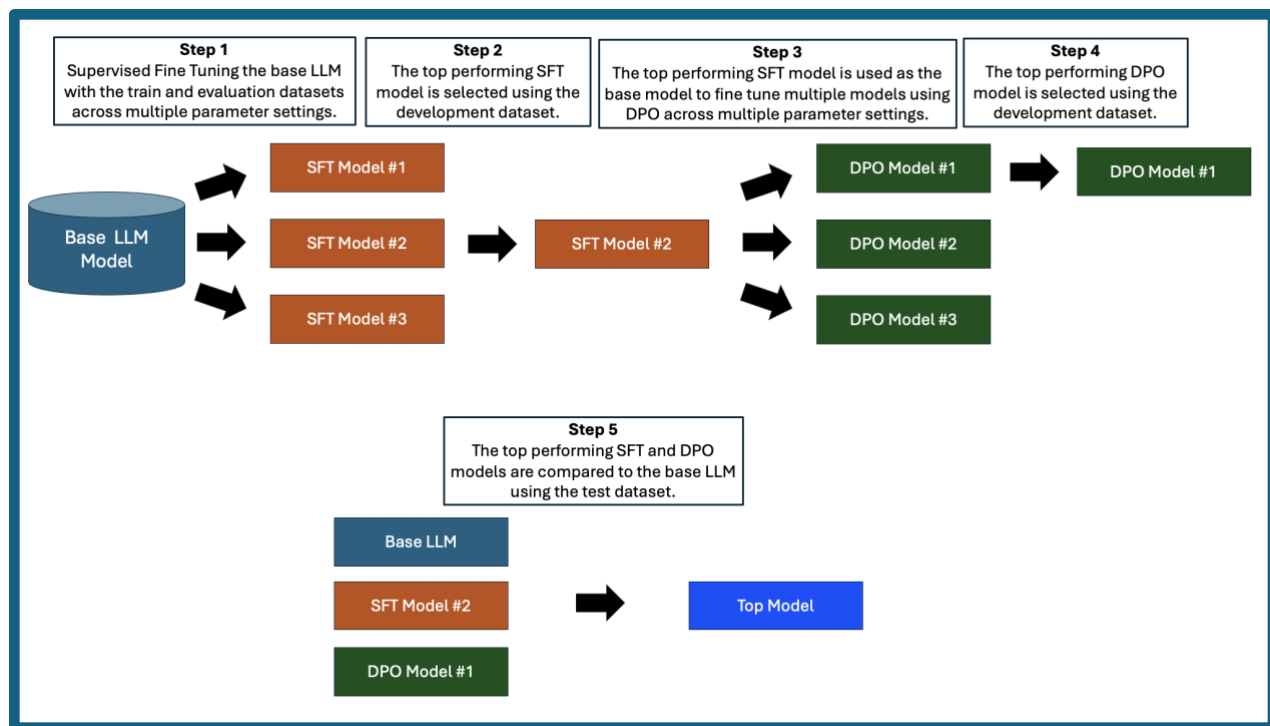 Step 1
Supervised Fine Tuning the base LLM
with the train and evaluation datasets
across multiple parameter settings.
Step 2
The top performing SFT
model is selected using the
development dataset.
Step 3
The top performing SFT model is used as the
base model to fine tune multiple models using
DPO across multiple parameter settings.
Step 4
The top performing DPO
model is selected using the
development dataset.
Base LLM
Model
SFT Model #1
SFT Model #2
SFT Model #3
SFT Model #2
DPO Model #1
DPO Model #2
DPO Model #3
DPO Model #1
Step 5
The top performing SFT and DPO
models are compared to the base LLM
using the test dataset.
Base LLM
SFT Model #2
DPO Model #1
Top Model